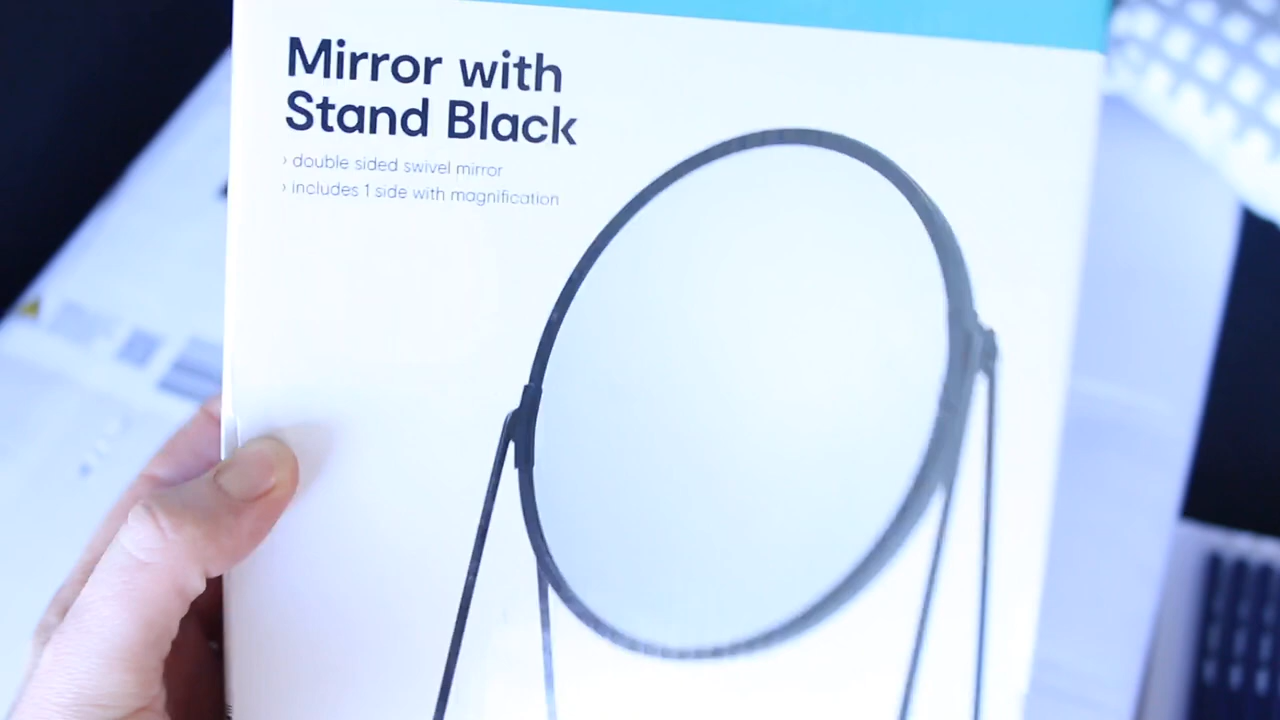 Mirror with
Stand Black
› double sided swivel mirror
› includes 1 side with magnification